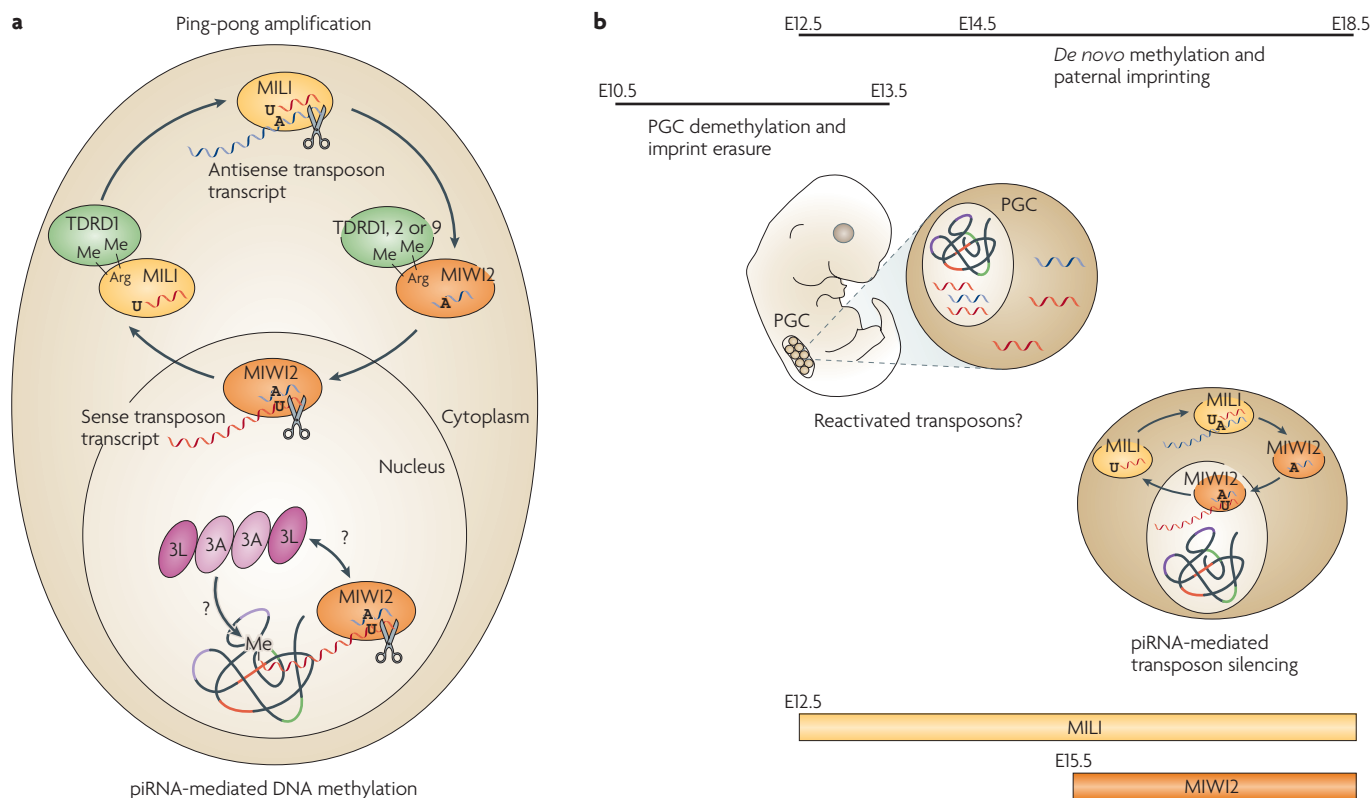 a
Ping-pong amplification
MILI
U
A
Antisense transposon
transcript
TDRD1
Me
Me
Arg
MILI
U
TDRD1, 2 or 9
Me
Me
Arg
MIWI2
A
MIWI2
A
U
Sense transposon
transcript
Cytoplasm
Nucleus
3L
3A
3A
3L
?
?
MIWI2
A
U
Me
piRNA-mediated DNA methylation
b
E12.5
E14.5
E18.5
De novo methylation and
paternal imprinting
E10.5
E13.5
PGC demethylation and
imprint erasure
PGC
PGC
Reactivated transposons?
MILI
U
A
MILI
U
MIWI2
A
MIWI2
A
U
piRNA-mediated
transposon silencing
E12.5
MILI
E15.5
MIWI2